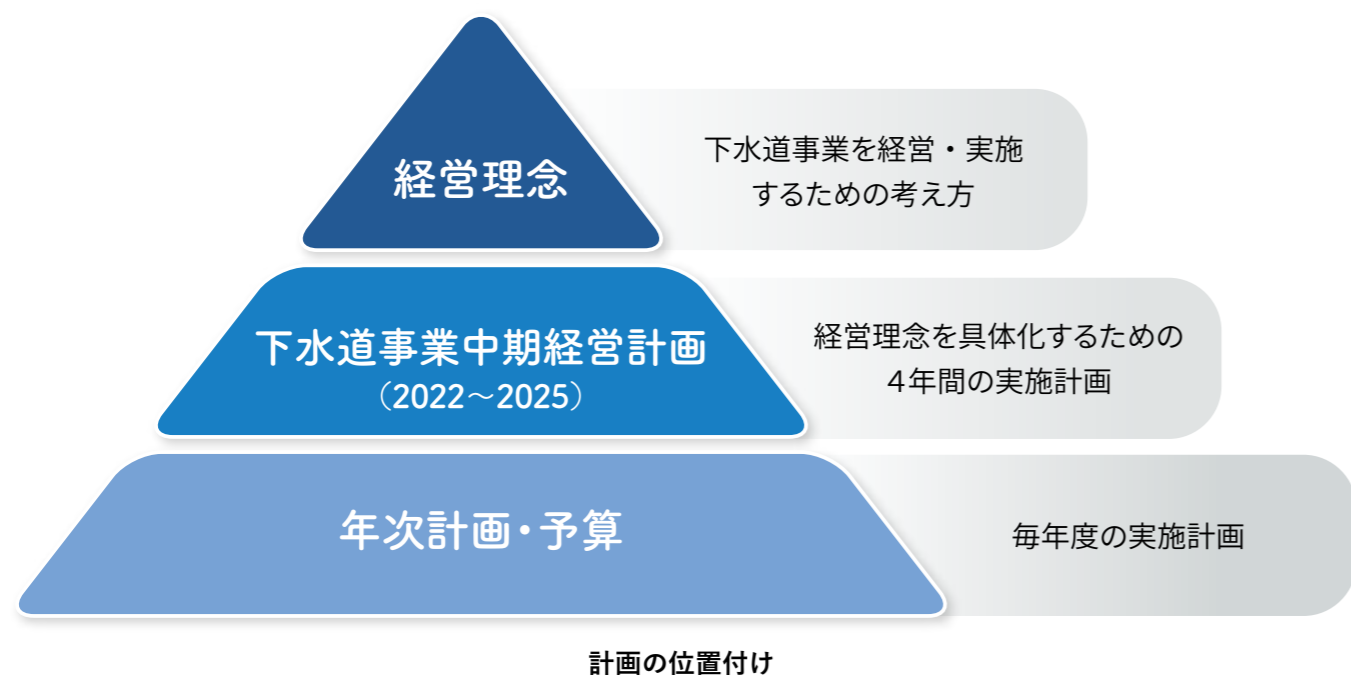 経営理念
下水道事業を経営・実施
するための考え方
下水道事業中期経営計画
（2022～2025）
経営理念を具体化するための
4年間の実施計画
年次計画・予算
毎年度の実施計画
計画の位置付け